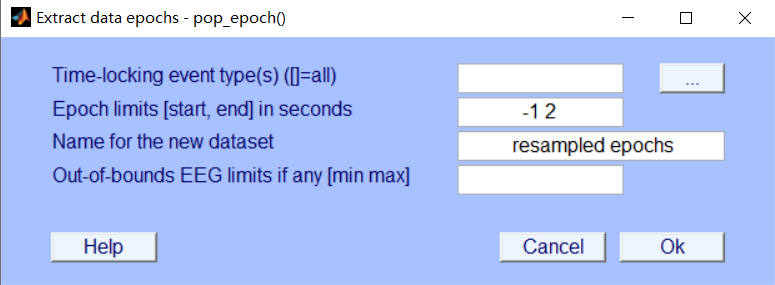 Extract data epochs - pop_epoch()
Time-locking event type(s) ([]=all) ...
Epoch limits [start, end] in seconds -1 2
Name for the new dataset resampled epochs
Out-of-bounds EEG limits if any [min max]
Help Cancel Ok